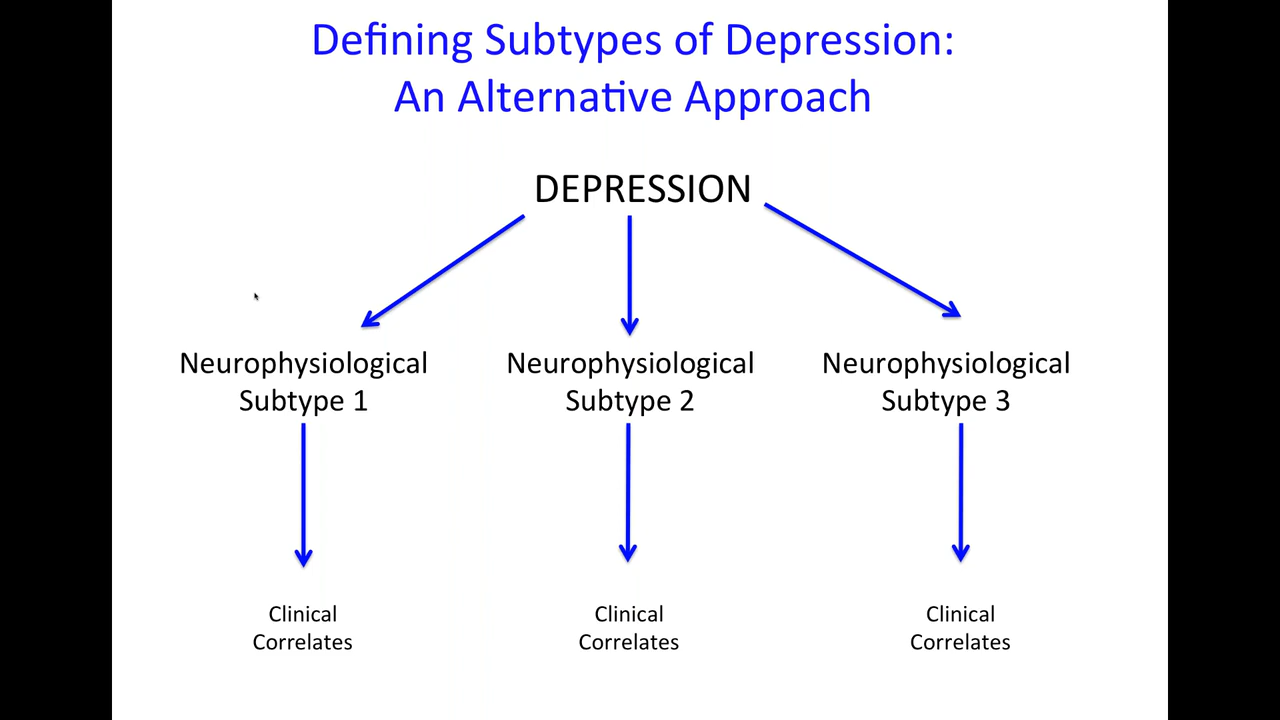 Defining Subtypes of Depression:
An Alternative Approach
DEPRESSION
Neurophysiological
Subtype 1
Neurophysiological
Subtype 2
Neurophysiological
Subtype 3
Clinical
Correlates
Clinical
Correlates
Clinical
Correlates